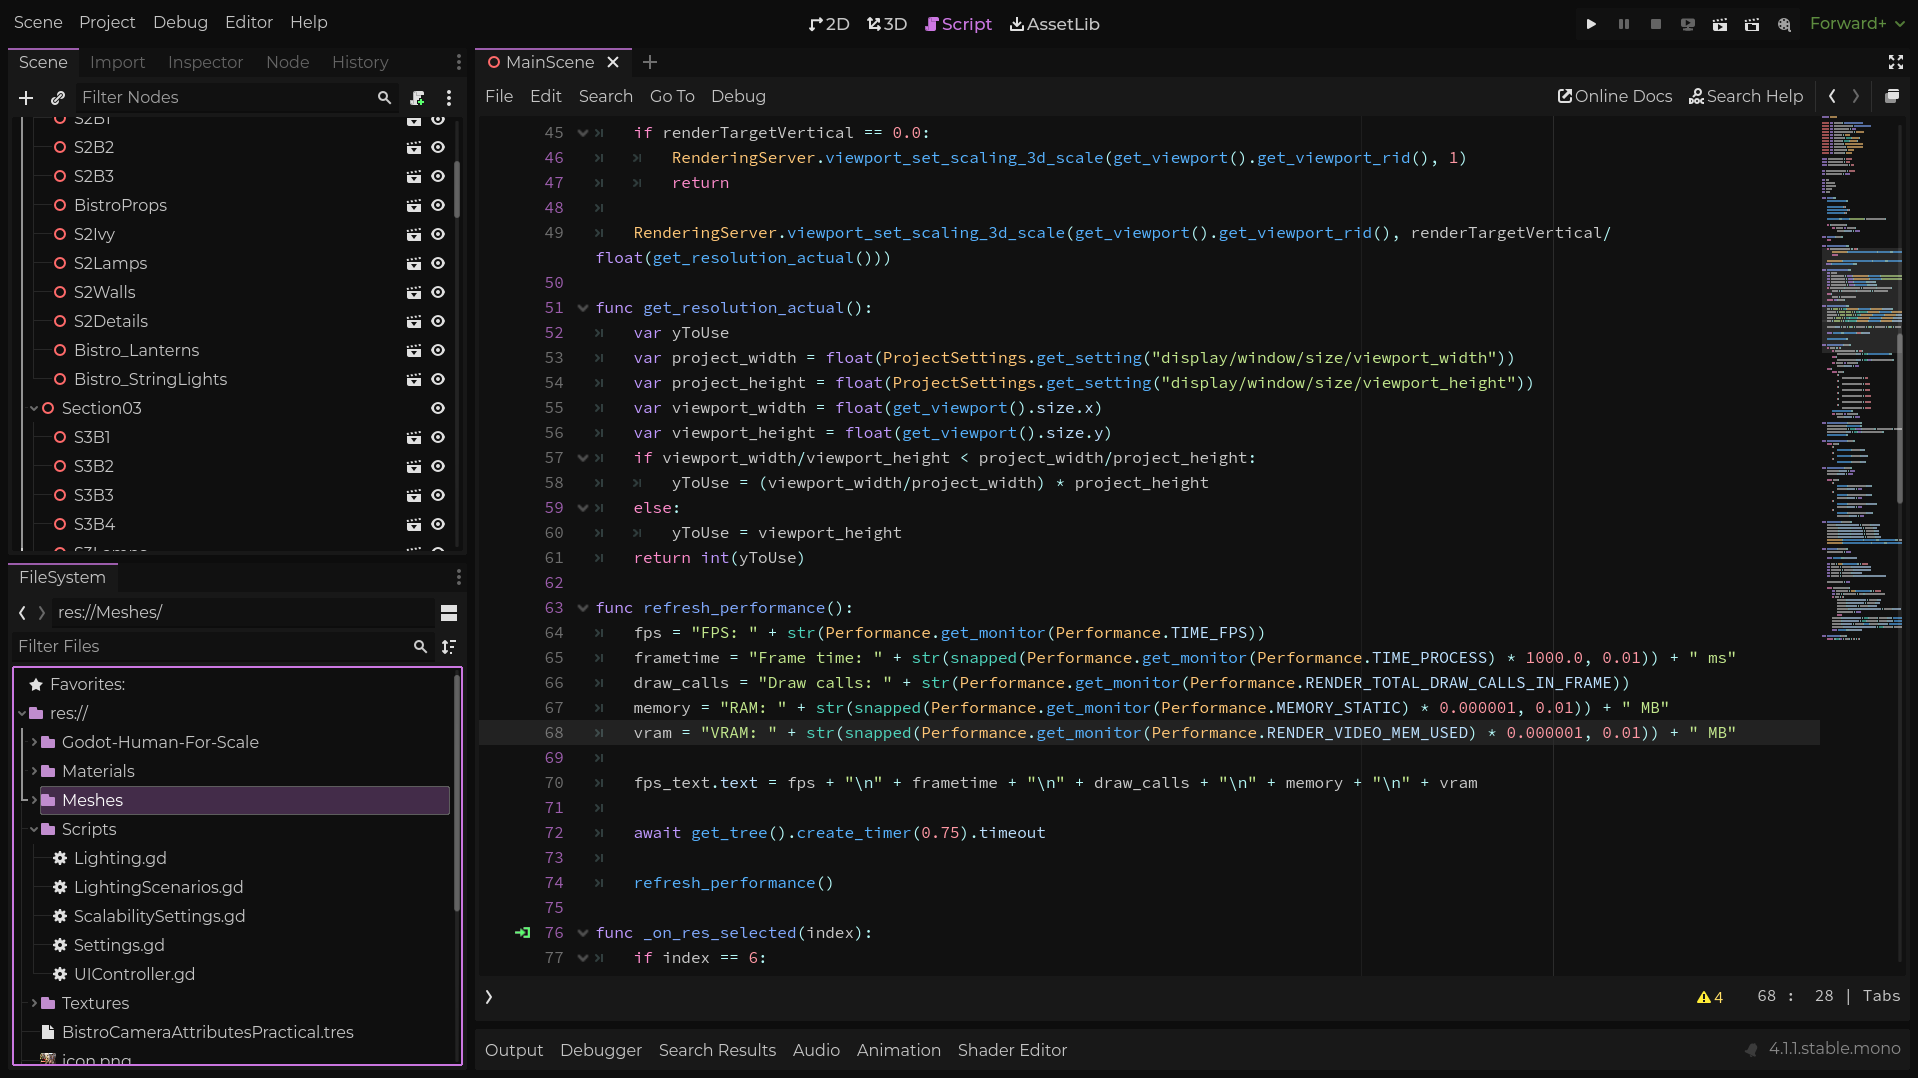 Scene Project Debug Editor Help
2D 3D Script AssetLib
Forward+
Scene Import Inspector Node History
Filter Nodes
S2B1
S2B2
S2B3
BistroProps
S2Ivy
S2Lamps
S2Walls
S2Details
Bistro_Lanterns
Bistro_StringLights
Section03
S3B1
S3B2
S3B3
S3B4
S3Lamps
FileSystem
res://Meshes/
Filter Files
Favorites:
res://
Godot-Human-For-Scale
Materials
Meshes
Scripts
Lighting.gd
LightingScenarios.gd
ScalabilitySettings.gd
Settings.gd
UIController.gd
Textures
BistroCameraAttributesPractical.tres
icon.png
MainScene
File Edit Search Go To Debug
Online Docs Search Help
45 if renderTargetVertical == 0.0:
46 RenderingServer.viewport_set_scaling_3d_scale(get_viewport().get_viewport_rid(), 1)
47 return
48
49 RenderingServer.viewport_set_scaling_3d_scale(get_viewport().get_viewport_rid(), renderTargetVertical/
float(get_resolution_actual()))
50
51 func get_resolution_actual():
52 var yToUse
53 var project_width = float(ProjectSettings.get_setting("display/window/size/viewport_width"))
54 var project_height = float(ProjectSettings.get_setting("display/window/size/viewport_height"))
55 var viewport_width = float(get_viewport().size.x)
56 var viewport_height = float(get_viewport().size.y)
57 if viewport_width/viewport_height < project_width/project_height:
58 yToUse = (viewport_width/project_width) * project_height
59 else:
60 yToUse = viewport_height
61 return int(yToUse)
62
63 func refresh_performance():
64 fps = "FPS: " + str(Performance.get_monitor(Performance.TIME_FPS))
65 frametime = "Frame time: " + str(snapped(Performance.get_monitor(Performance.TIME_PROCESS) * 1000.0, 0.01)) + " ms"
66 draw_calls = "Draw calls: " + str(Performance.get_monitor(Performance.RENDER_TOTAL_DRAW_CALLS_IN_FRAME))
67 memory = "RAM: " + str(snapped(Performance.get_monitor(Performance.MEMORY_STATIC) * 0.000001, 0.01)) + " MB"
68 vram = "VRAM: " + str(snapped(Performance.get_monitor(Performance.RENDER_VIDEO_MEM_USED) * 0.000001, 0.01)) + " MB"
69
70 fps_text.text = fps + "\n" + frametime + "\n" + draw_calls + "\n" + memory + "\n" + vram
71
72 await get_tree().create_timer(0.75).timeout
73
74 refresh_performance()
75
76 func _on_res_selected(index):
77 if index == 6:
4 68 : 28 | Tabs
Output Debugger Search Results Audio Animation Shader Editor
4.1.1.stable.mono